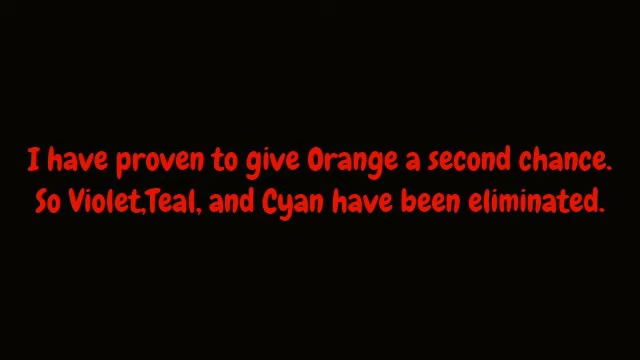 I have proven to give Orange a second chance.
So Violet,Teal, and Cyan have been eliminated.